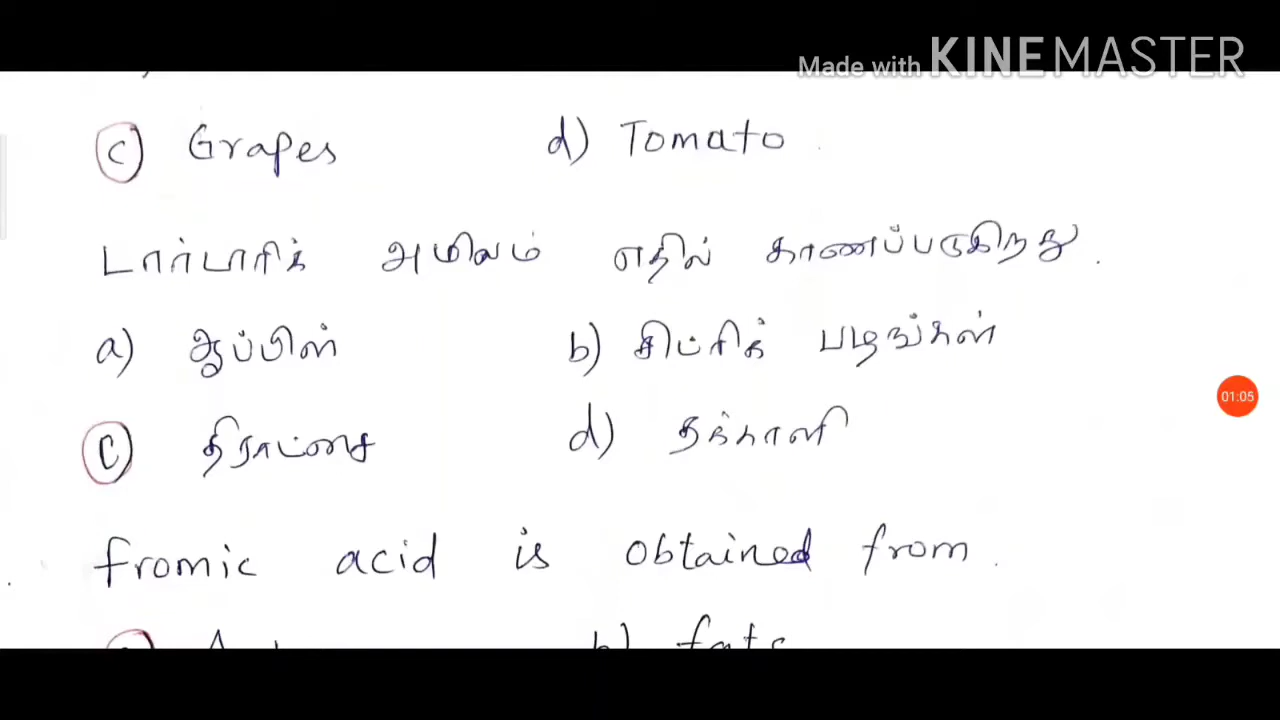 Made with KINEMASTER
c) Grapes d) Tomato
டார்டாரிக் அமிலம் எதில் காணப்படுகிறது.
a) ஆப்பிள் b) சிட்ரிக் பழங்கள்
c) திராட்சை d) தக்காளி
01:05
fromic acid is obtained from.
b) fats